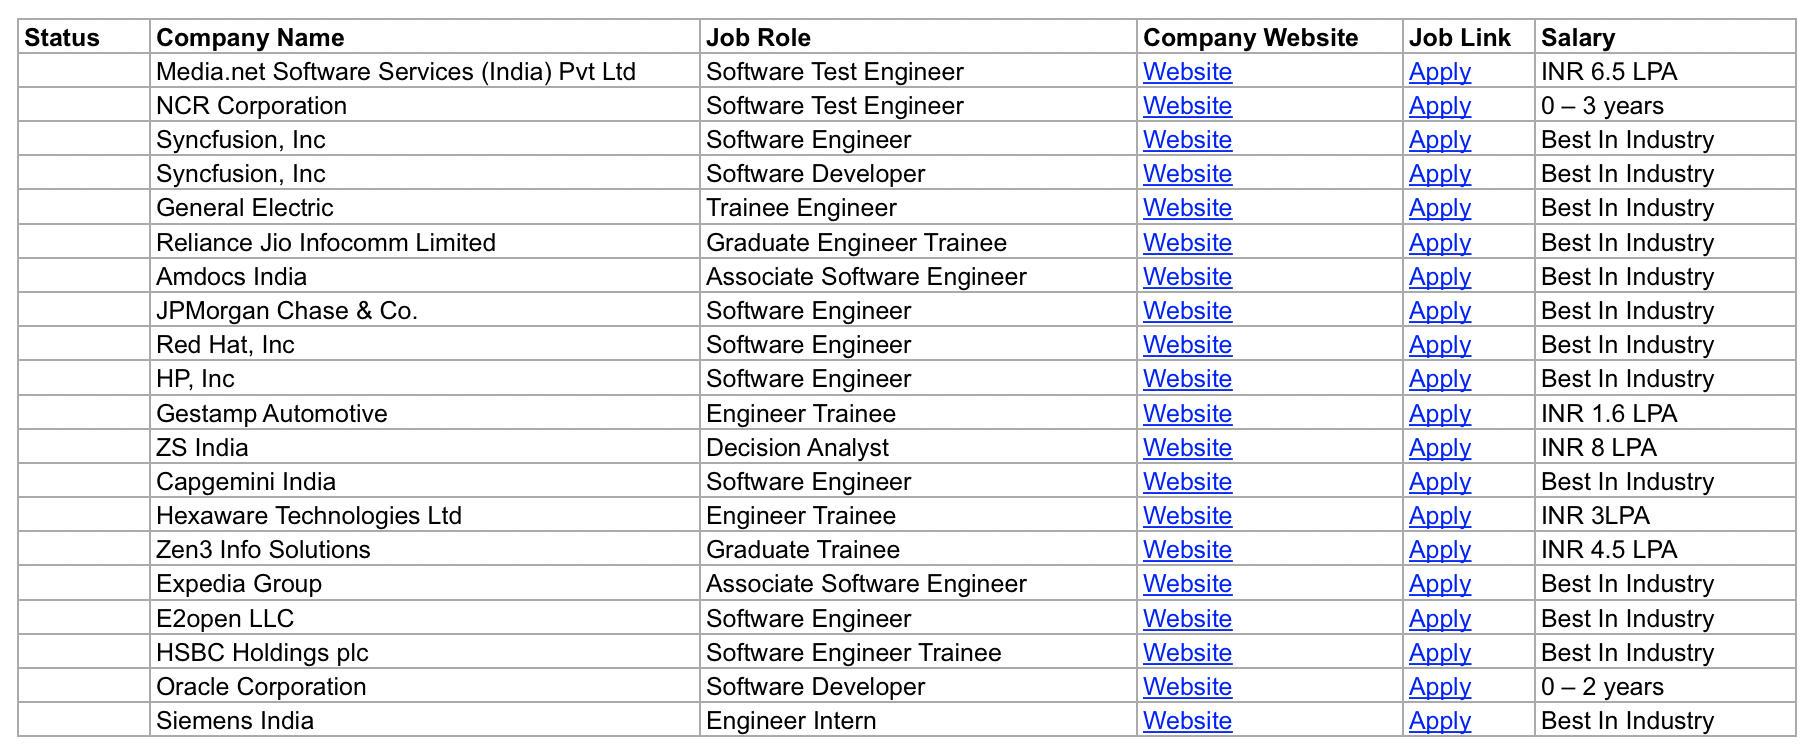 Status Company Name Job Role Company Website Job Link Salary
Media.net Software Services (India) Pvt Ltd Software Test Engineer Website Apply INR 6.5 LPA
NCR Corporation Software Test Engineer Website Apply 0 – 3 years
Syncfusion, Inc Software Engineer Website Apply Best In Industry
Syncfusion, Inc Software Developer Website Apply Best In Industry
General Electric Trainee Engineer Website Apply Best In Industry
Reliance Jio Infocomm Limited Graduate Engineer Trainee Website Apply Best In Industry
Amdocs India Associate Software Engineer Website Apply Best In Industry
JPMorgan Chase & Co. Software Engineer Website Apply Best In Industry
Red Hat, Inc Software Engineer Website Apply Best In Industry
HP, Inc Software Engineer Website Apply Best In Industry
Gestamp Automotive Engineer Trainee Website Apply INR 1.6 LPA
ZS India Decision Analyst Website Apply INR 8 LPA
Capgemini India Software Engineer Website Apply Best In Industry
Hexaware Technologies Ltd Engineer Trainee Website Apply INR 3LPA
Zen3 Info Solutions Graduate Trainee Website Apply INR 4.5 LPA
Expedia Group Associate Software Engineer Website Apply Best In Industry
E2open LLC Software Engineer Website Apply Best In Industry
HSBC Holdings plc Software Engineer Trainee Website Apply Best In Industry
Oracle Corporation Software Developer Website Apply 0 – 2 years
Siemens India Engineer Intern Website Apply Best In Industry